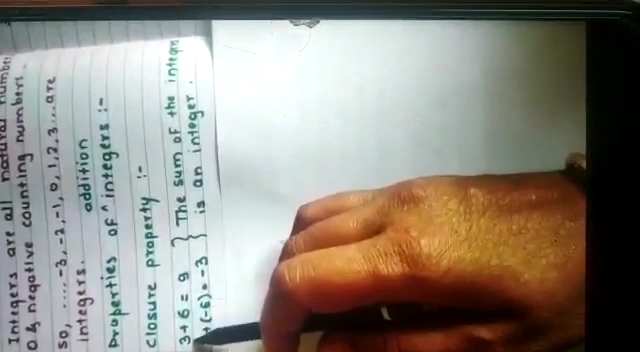 Integers are all natural number
0 & negative counting numbers.
so, .... -3, -2, -1, 0, 1, 2, 3 ... are
integers.
Properties of ^ addition integers :-
Closure property :-
3+6 = 9 } The sum of the integers
+(-6) = -3 } is an integer.